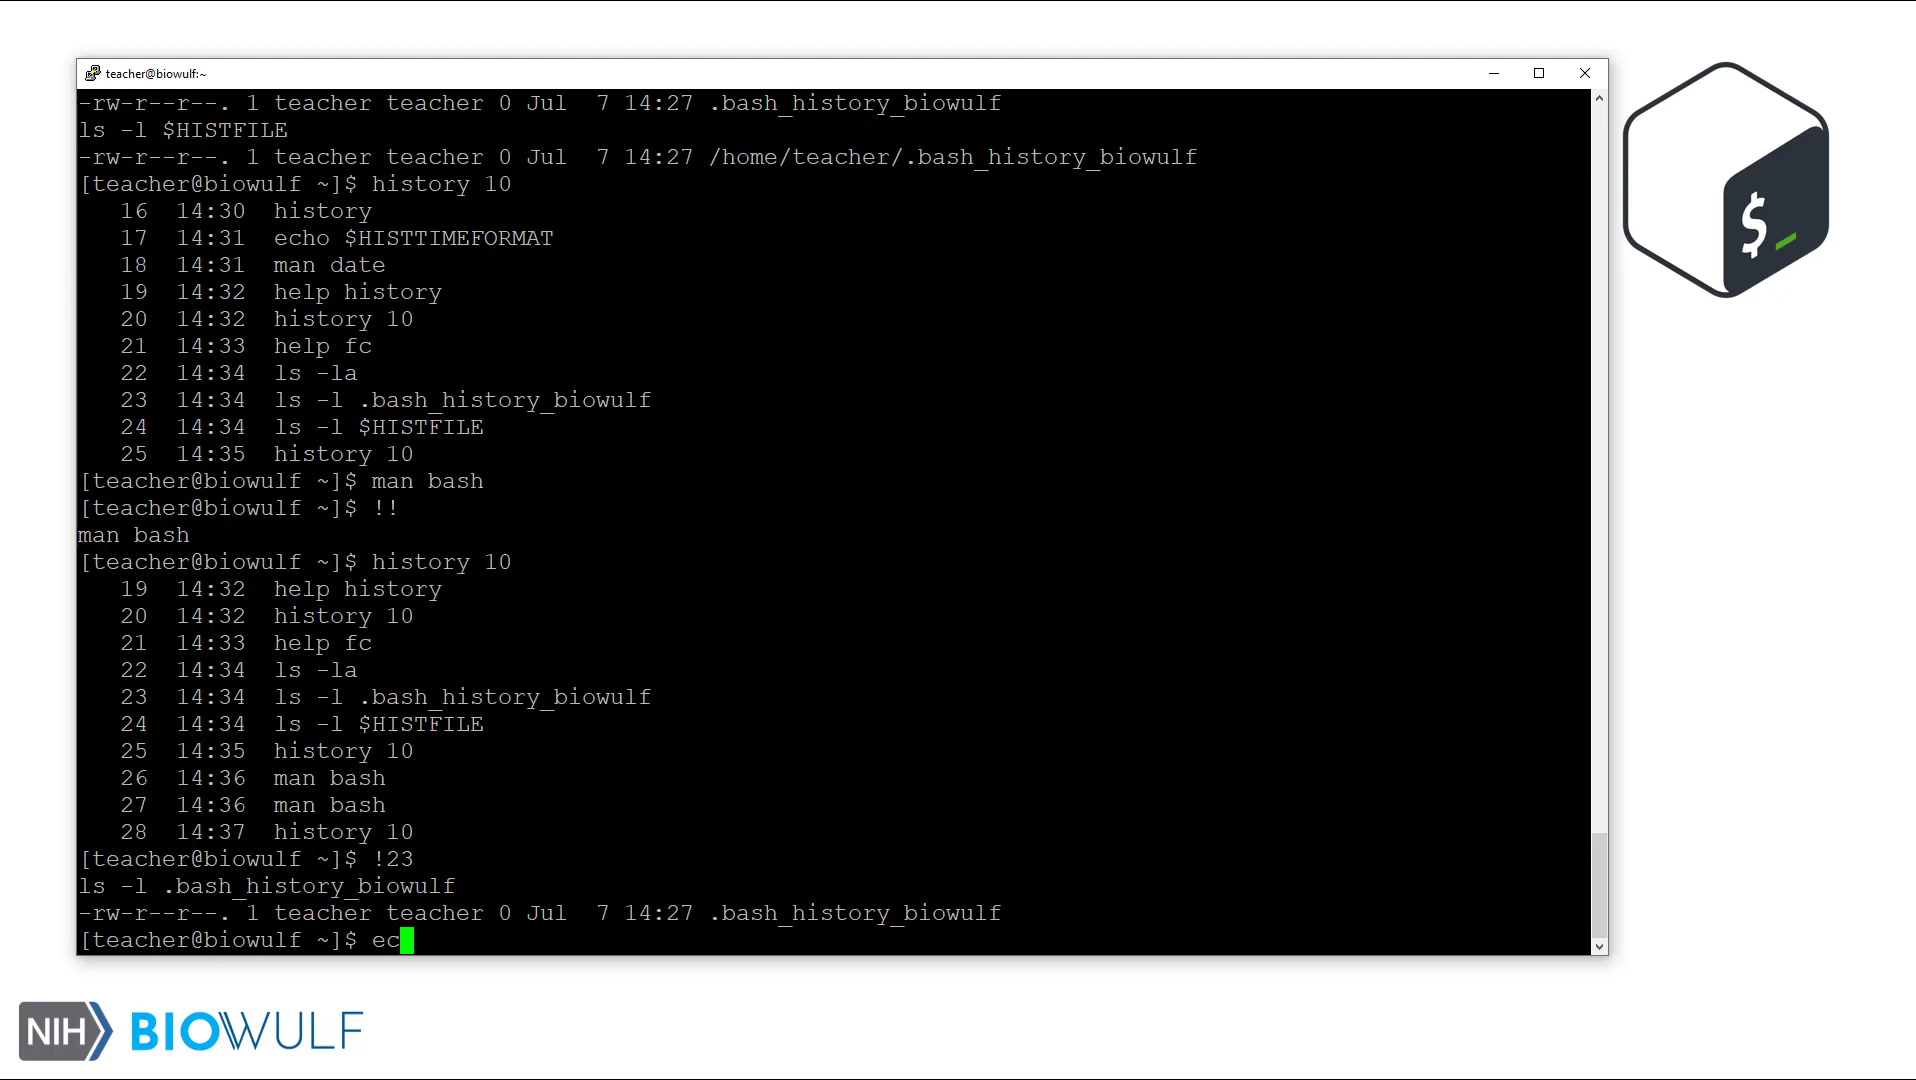 teacher@biowulf:~
-rw-r--r--. 1 teacher teacher 0 Jul  7 14:27 .bash_history_biowulf
ls -l $HISTFILE
-rw-r--r--. 1 teacher teacher 0 Jul  7 14:27 /home/teacher/.bash_history_biowulf
[teacher@biowulf ~]$ history 10
   16  14:30  history
   17  14:31  echo $HISTTIMEFORMAT
   18  14:31  man date
   19  14:32  help history
   20  14:32  history 10
   21  14:33  help fc
   22  14:34  ls -la
   23  14:34  ls -l .bash_history_biowulf
   24  14:34  ls -l $HISTFILE
   25  14:35  history 10
[teacher@biowulf ~]$ man bash
[teacher@biowulf ~]$ !!
man bash
[teacher@biowulf ~]$ history 10
   19  14:32  help history
   20  14:32  history 10
   21  14:33  help fc
   22  14:34  ls -la
   23  14:34  ls -l .bash_history_biowulf
   24  14:34  ls -l $HISTFILE
   25  14:35  history 10
   26  14:36  man bash
   27  14:36  man bash
   28  14:37  history 10
[teacher@biowulf ~]$ !23
ls -l .bash_history_biowulf
-rw-r--r--. 1 teacher teacher 0 Jul  7 14:27 .bash_history_biowulf
[teacher@biowulf ~]$ ec
$_
NIH BIOWULF